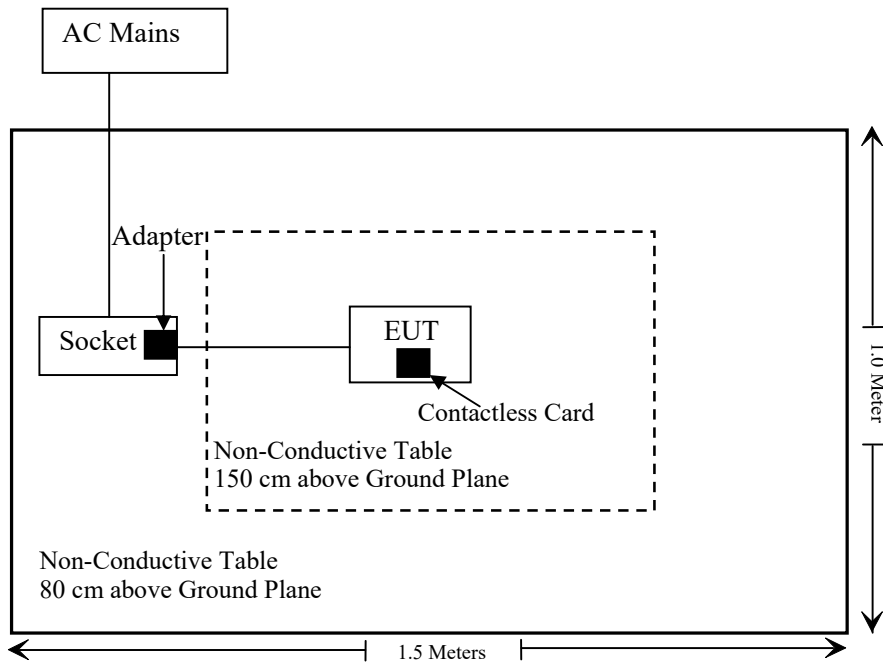 AC Mains
Adapter
Socket
EUT
Contactless Card
Non-Conductive Table
150 cm above Ground Plane
Non-Conductive Table
80 cm above Ground Plane
1.0 Meter
1.5 Meters